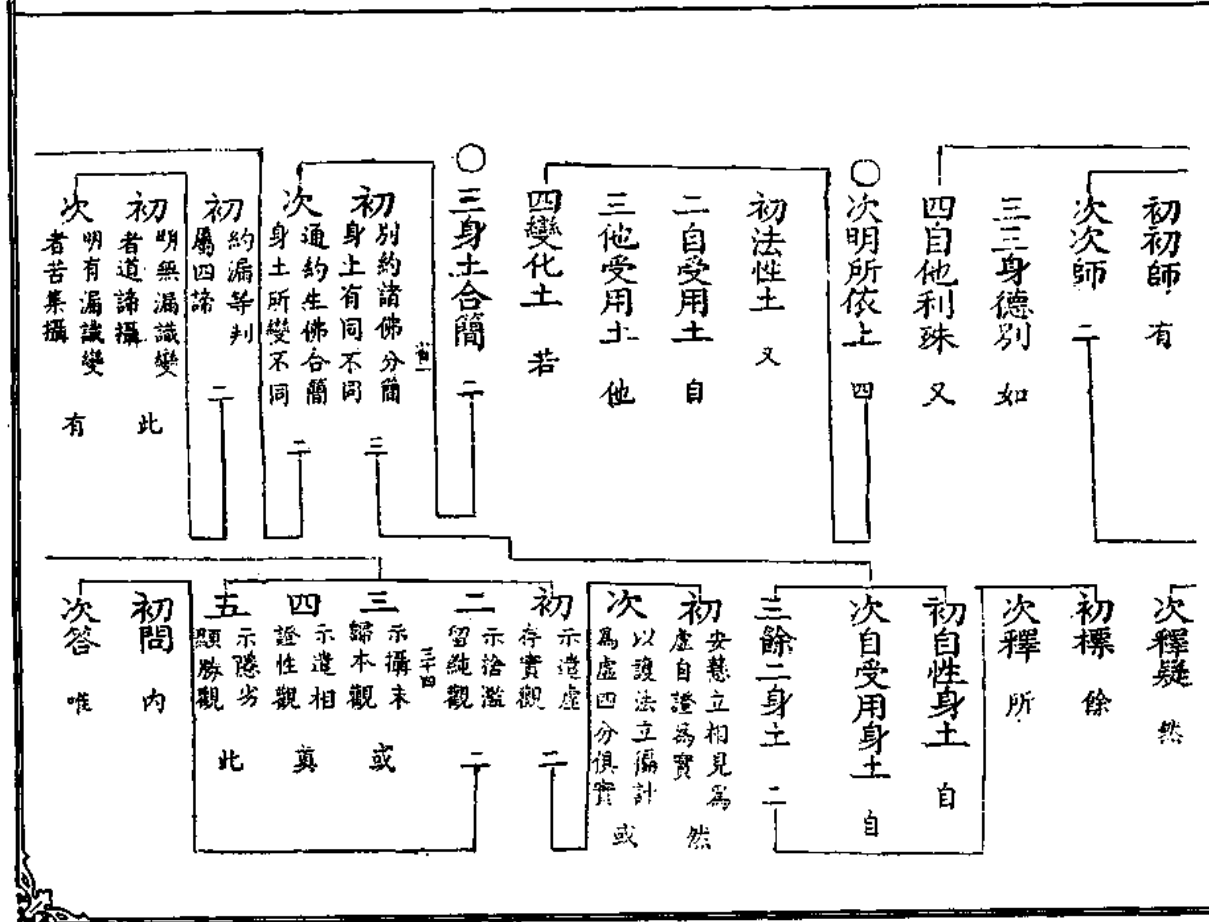 初初師 有
次次師 二
三三身德別 如
四自他利殊 又
○次明所依土 四
初法性土 又
二自受用土 自
三他受用土 他
四變化土 若
○三身土合簡 二
初 別約諸佛分簡
身土有同不同 三
次 通約生佛合簡
身土所變不同 二
初 約漏等判
屬四諦 二
初 明無漏識變
者道諦攝 此
次 明有漏識變
者苦集攝 有
次釋疑 然
初標 餘
次釋 所
初自性身土 自
次自受用身土 自
三餘二身土 二
初 安慧立相見為
虛自證為實 然
次 以護法立徧計
為虛四分俱實 或
初 示遣虛
存實觀 二
二 示捨濫
留純觀 二
三十四
三 示攝末
歸本觀 或
四 示遣相
證性觀 真
五 示隱劣
顯勝觀 此
初問 內
次答 唯